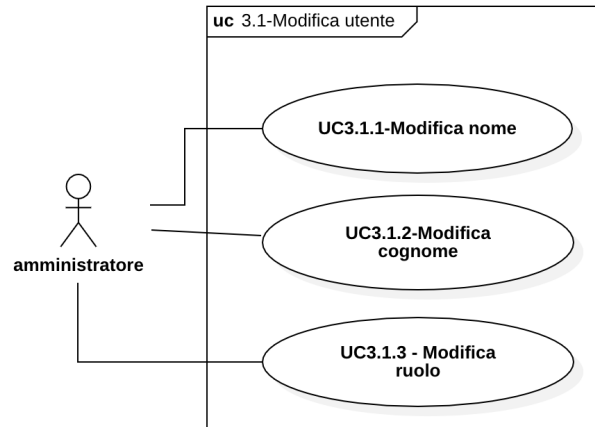 uc 3.1-Modifica utente
UC3.1.1-Modifica nome
UC3.1.2-Modifica
cognome
amministratore
UC3.1.3 - Modifica
ruolo